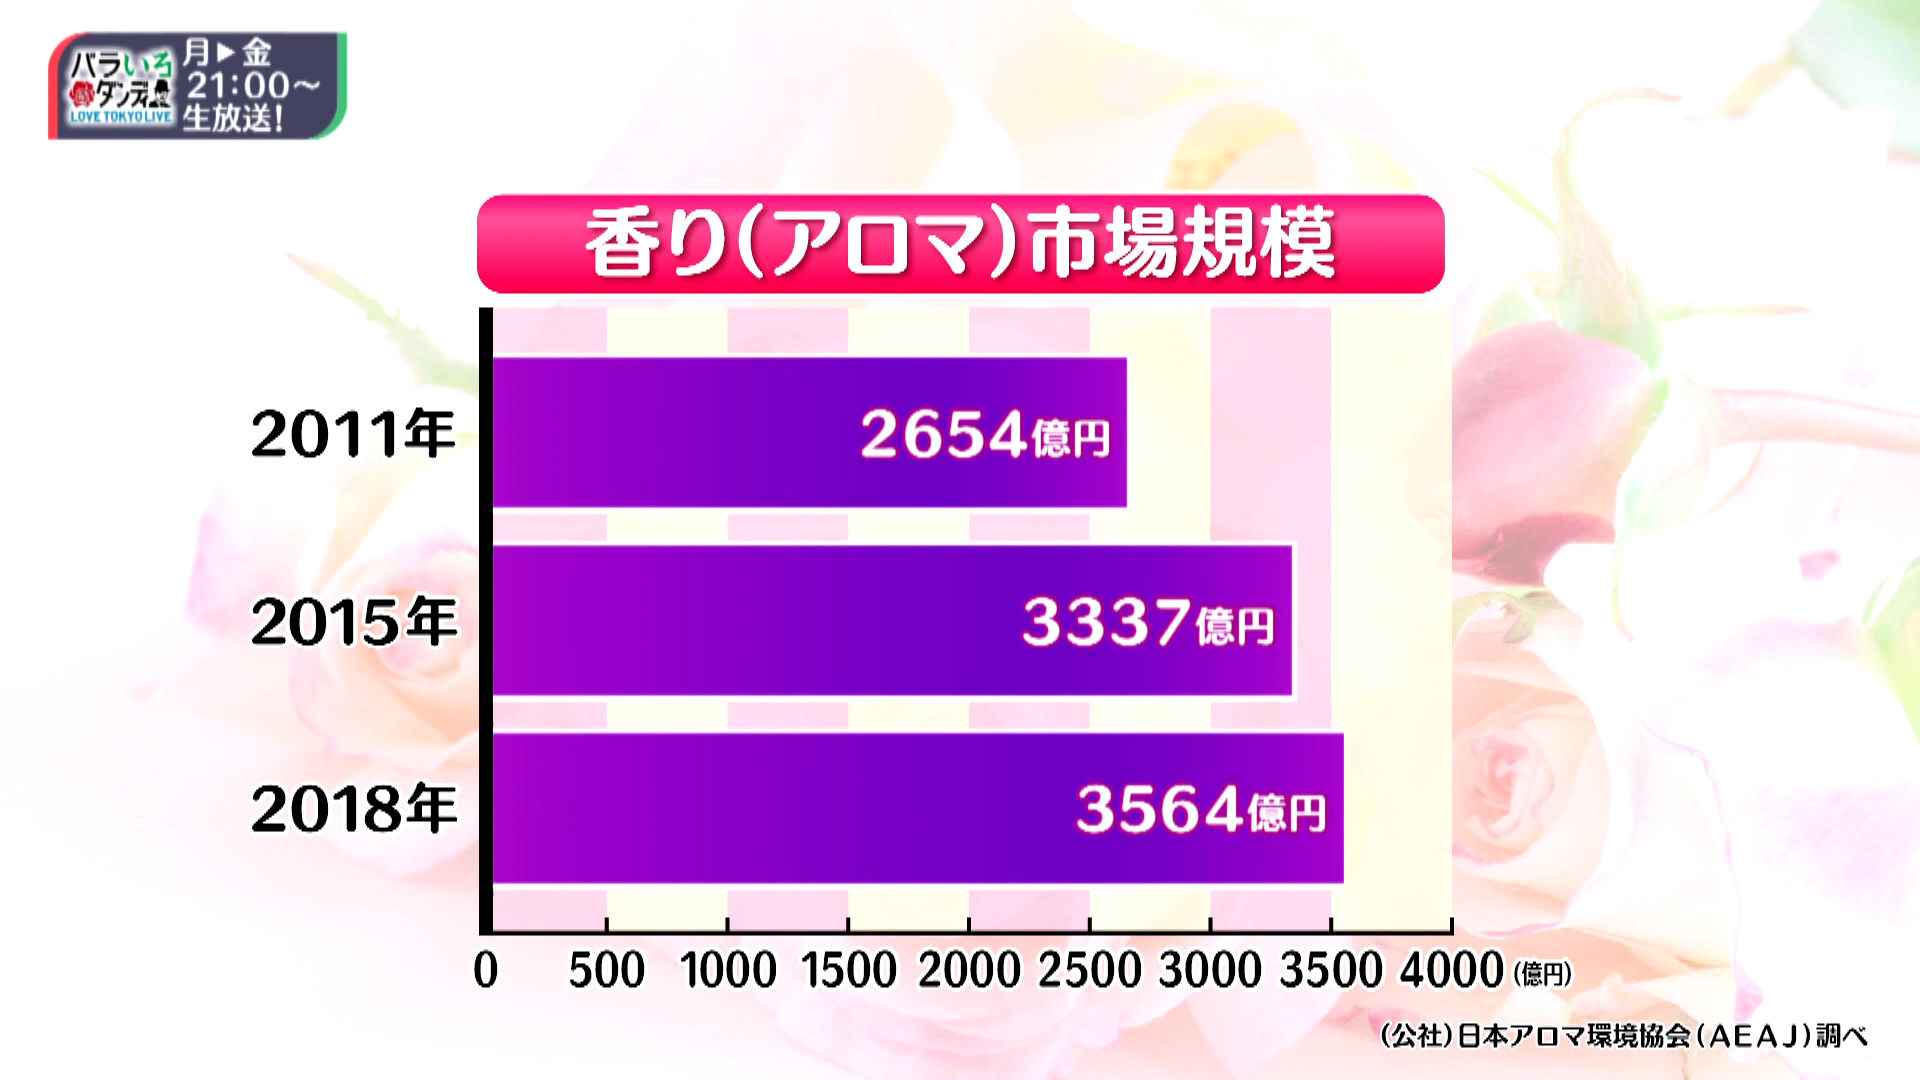 バラいろ
ダンディ
LOVE TOKYO LIVE
月▶金
21:00〜
生放送!
香り(アロマ)市場規模
2011年
2654億円
2015年
3337億円
2018年
3564億円
0 500 1000 1500 2000 2500 3000 3500 4000 (億円)
(公社)日本アロマ環境協会(AEAJ)調べ